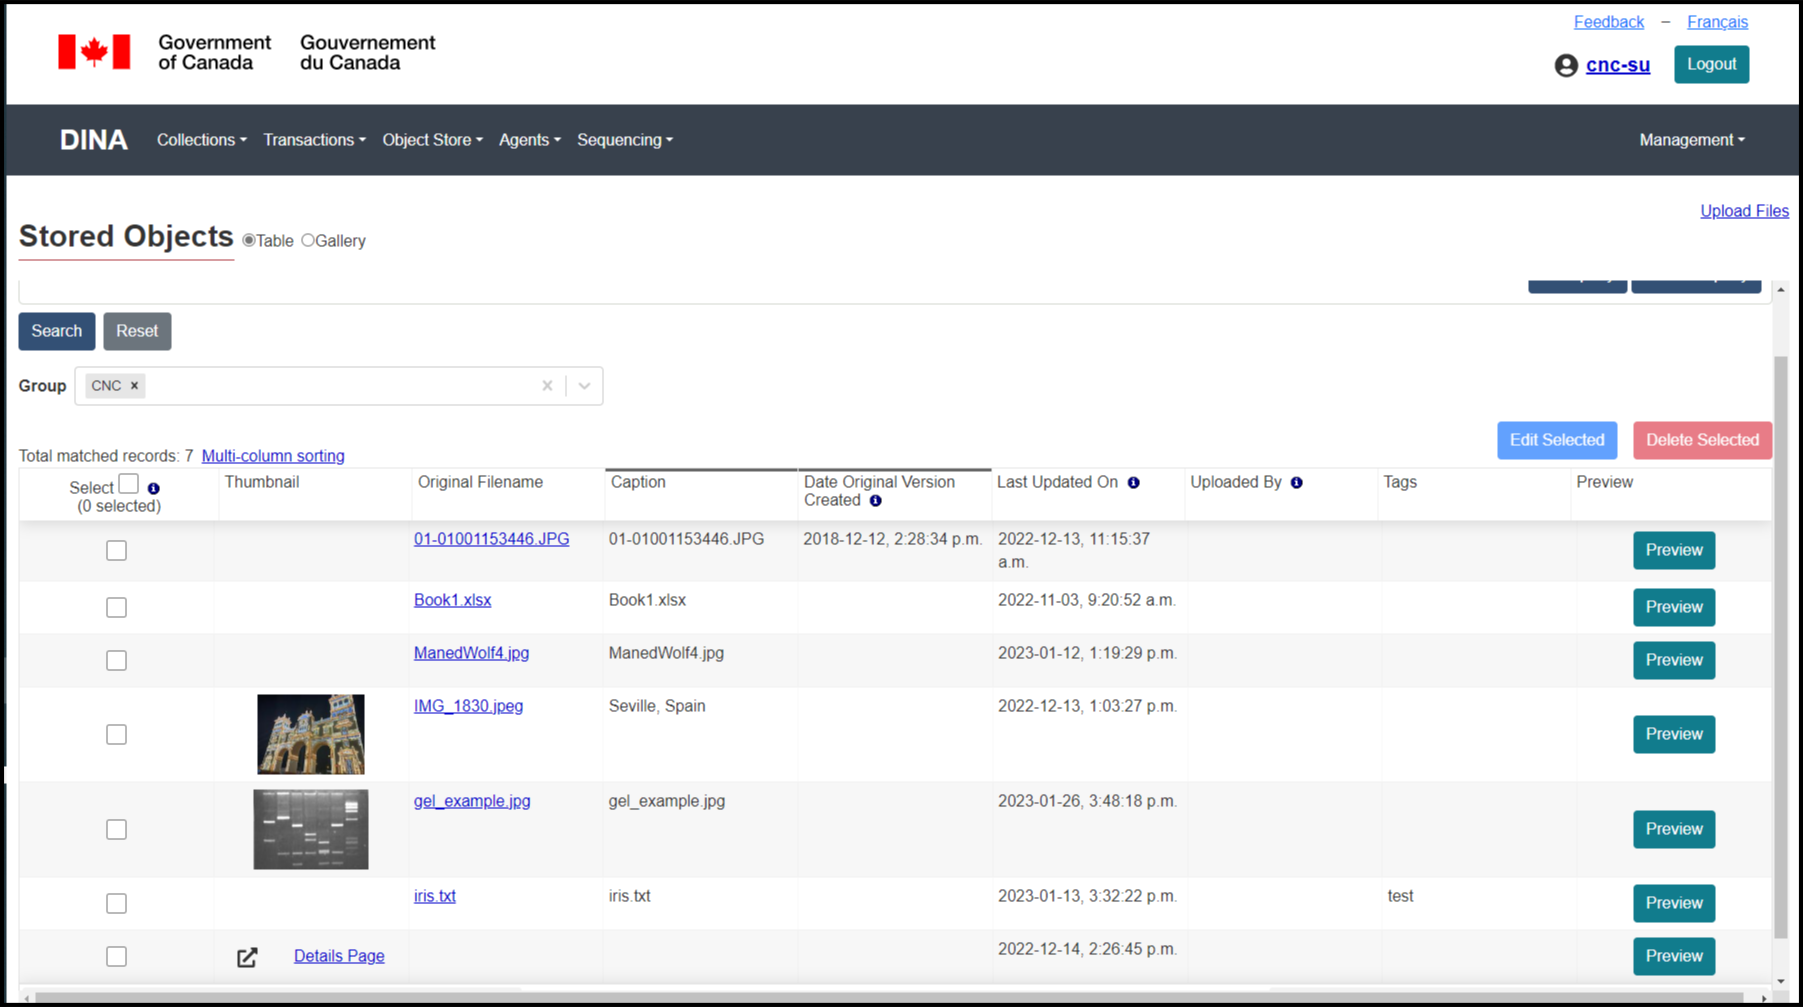 Feedback – Français
Government of Canada
Gouvernement du Canada
cnc-su
Logout
DINA Collections Transactions Object Store Agents Sequencing Management
Upload Files
Stored Objects Table Gallery
Search Reset
Group CNC ×
Edit Selected Delete Selected
Total matched records: 7 Multi-column sorting
Select (0 selected) Thumbnail Original Filename Caption Date Original Version Created Last Updated On Uploaded By Tags Preview
01-01001153446.JPG 01-01001153446.JPG 2018-12-12, 2:28:34 p.m. 2022-12-13, 11:15:37 a.m. Preview
Book1.xlsx Book1.xlsx 2022-11-03, 9:20:52 a.m. Preview
ManedWolf4.jpg ManedWolf4.jpg 2023-01-12, 1:19:29 p.m. Preview
IMG_1830.jpeg Seville, Spain 2022-12-13, 1:03:27 p.m. Preview
gel_example.jpg gel_example.jpg 2023-01-26, 3:48:18 p.m. Preview
iris.txt iris.txt 2023-01-13, 3:32:22 p.m. test Preview
Details Page 2022-12-14, 2:26:45 p.m. Preview